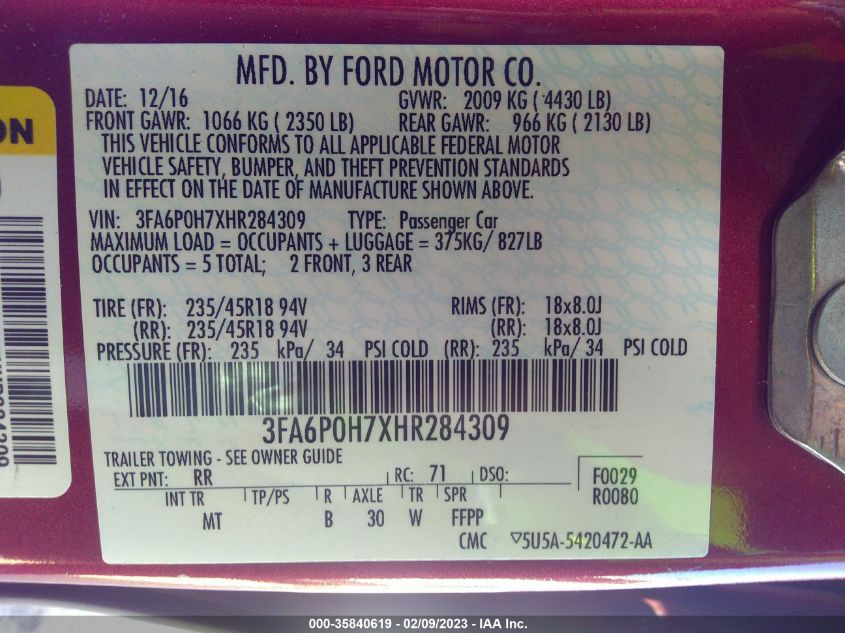 MFD. BY FORD MOTOR CO.
DATE: 12/16 GVWR: 2009 KG ( 4430 LB)
FRONT GAWR: 1066 KG ( 2350 LB) REAR GAWR: 966 KG ( 2130 LB)
THIS VEHICLE CONFORMS TO ALL APPLICABLE FEDERAL MOTOR
VEHICLE SAFETY, BUMPER, AND THEFT PREVENTION STANDARDS
IN EFFECT ON THE DATE OF MANUFACTURE SHOWN ABOVE.
VIN: 3FA6P0H7XHR284309 TYPE: Passenger Car
MAXIMUM LOAD = OCCUPANTS + LUGGAGE = 375KG/ 827LB
OCCUPANTS = 5 TOTAL; 2 FRONT, 3 REAR
TIRE (FR): 235/45R18 94V RIMS (FR): 18x8.0J
(RR): 235/45R18 94V (RR): 18x8.0J
PRESSURE (FR): 235 kPa/ 34 PSI COLD (RR): 235 kPa/ 34 PSI COLD
3FA6P0H7XHR284309
TRAILER TOWING - SEE OWNER GUIDE
EXT PNT: RR RC: 71 DSO: F0029
INT TR TP/PS R AXLE TR SPR R0080
MT B 30 W FFPP
CMC ▽5U5A-5420472-AA
ON
000-35840619 - 02/09/2023 - IAA Inc.